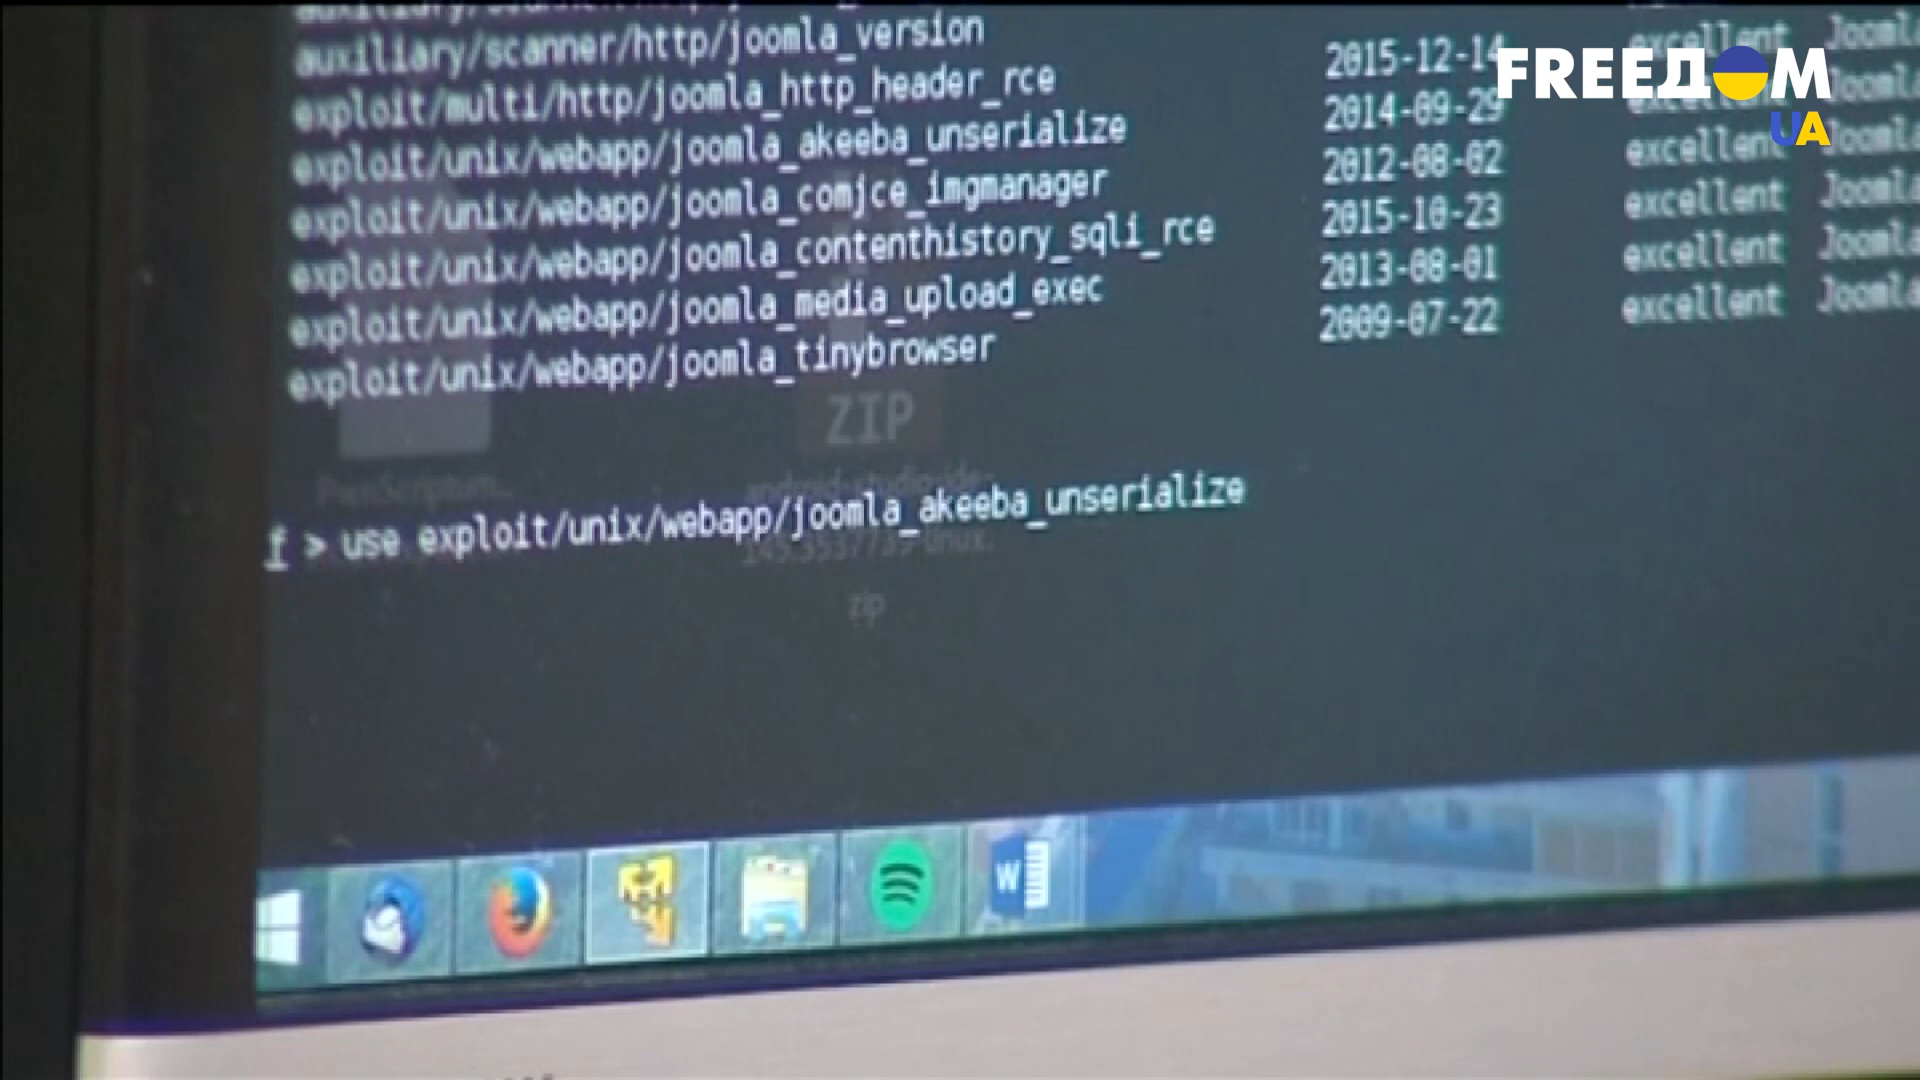 auxiliary/scanner/http/joomla_version
exploit/multi/http/joomla_http_header_rce 2015-12-14 excellent Joomla
exploit/unix/webapp/joomla_akeeba_unserialize 2014-09-29 excellent Joomla
exploit/unix/webapp/joomla_comjce_imgmanager 2012-08-02 excellent Joomla
exploit/unix/webapp/joomla_contenthistory_sqli_rce 2015-10-23 excellent Joomla
exploit/unix/webapp/joomla_media_upload_exec 2013-08-01 excellent Joomla
exploit/unix/webapp/joomla_tinybrowser 2009-07-22 excellent Joomla
ZIP
f > use exploit/unix/webapp/joomla_akeeba_unserialize
zip
W
FREEДOM
UA